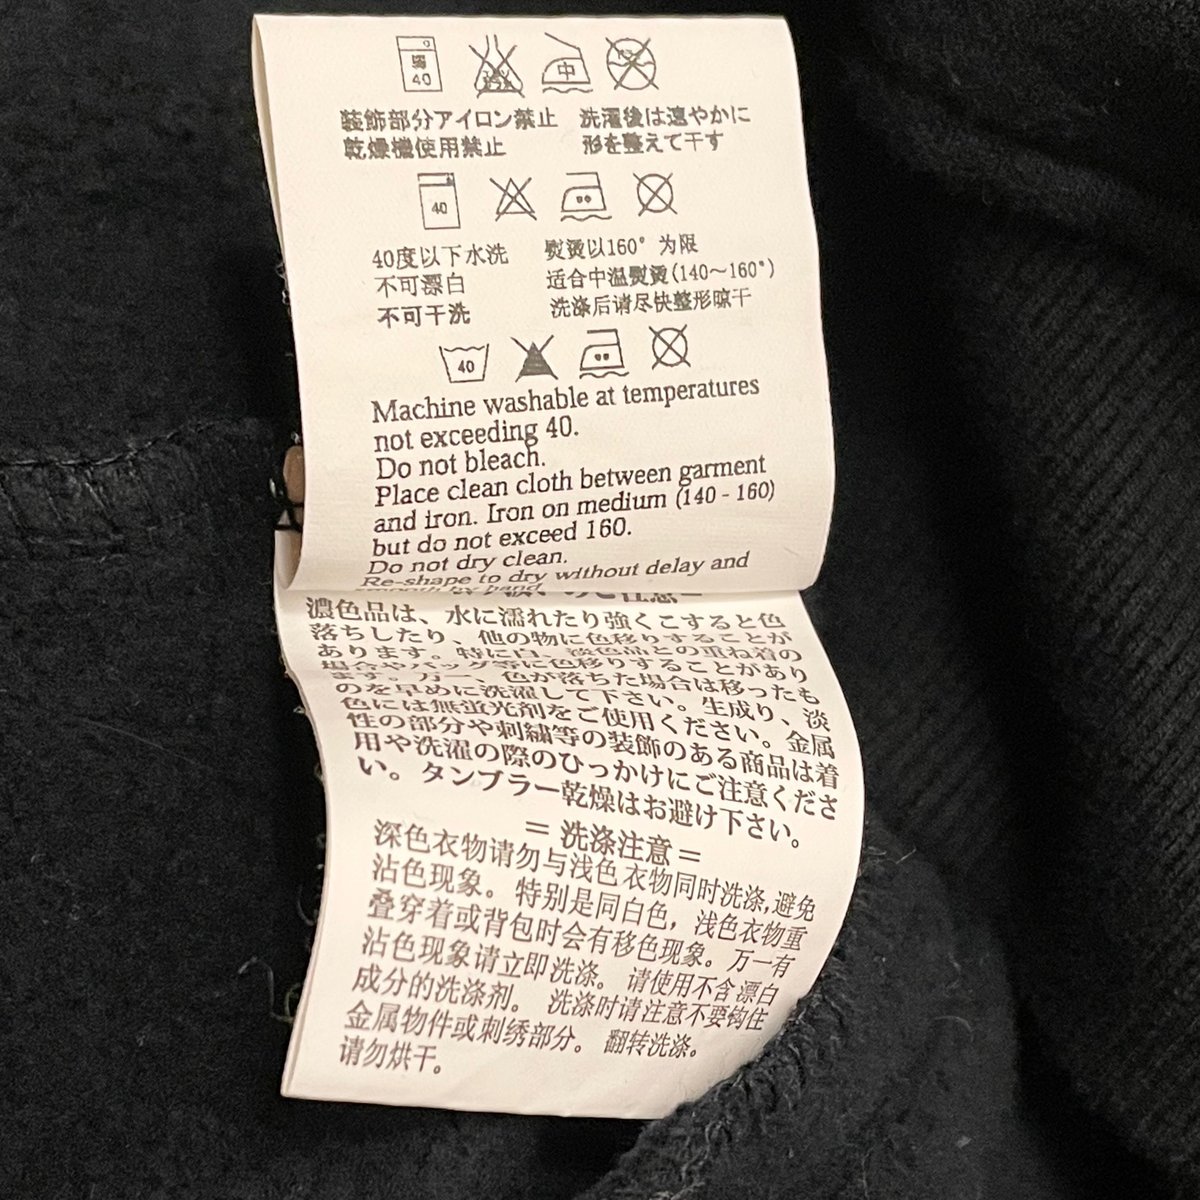 弱
40
中
装飾部分アイロン禁止 洗濯後は速やかに
乾燥機使用禁止 形を整えて干す
40
40度以下水洗 熨烫以160°为限
不可漂白 适合中温熨烫(140～160°)
不可干洗 洗涤后请尽快整形晾干
40
Machine washable at temperatures
not exceeding 40.
Do not bleach.
Place clean cloth between garment
and iron. Iron on medium (140 - 160)
but do not exceed 160.
Do not dry clean.
Re-shape to dry without delay and
smooth by hand
濃色品は、水に濡れたり強くこすると色
落ちしたり、他の物に色移りすることが
あります。特に白、淡色品との重ね着の
場合やバッグ等に色移りすることがあり
ます。万一、色が落ちた場合は移ったも
のを早めに洗濯して下さい。生成り、淡
色には無蛍光剤をご使用ください。金属
性の部分や刺繍等の装飾のある商品は着
用や洗濯の際のひっかけにご注意くださ
い。タンブラー乾燥はお避け下さい。
= 洗涤注意 =
深色衣物请勿与浅色衣物同时洗涤,避免
沾色现象。特别是同白色，浅色衣物重
叠穿着或背包时会有移色现象。万一有
沾色现象请立即洗涤。请使用不含漂白
成分的洗涤剂。洗涤时请注意不要钩住
金属物件或刺绣部分。翻转洗涤。
请勿烘干。